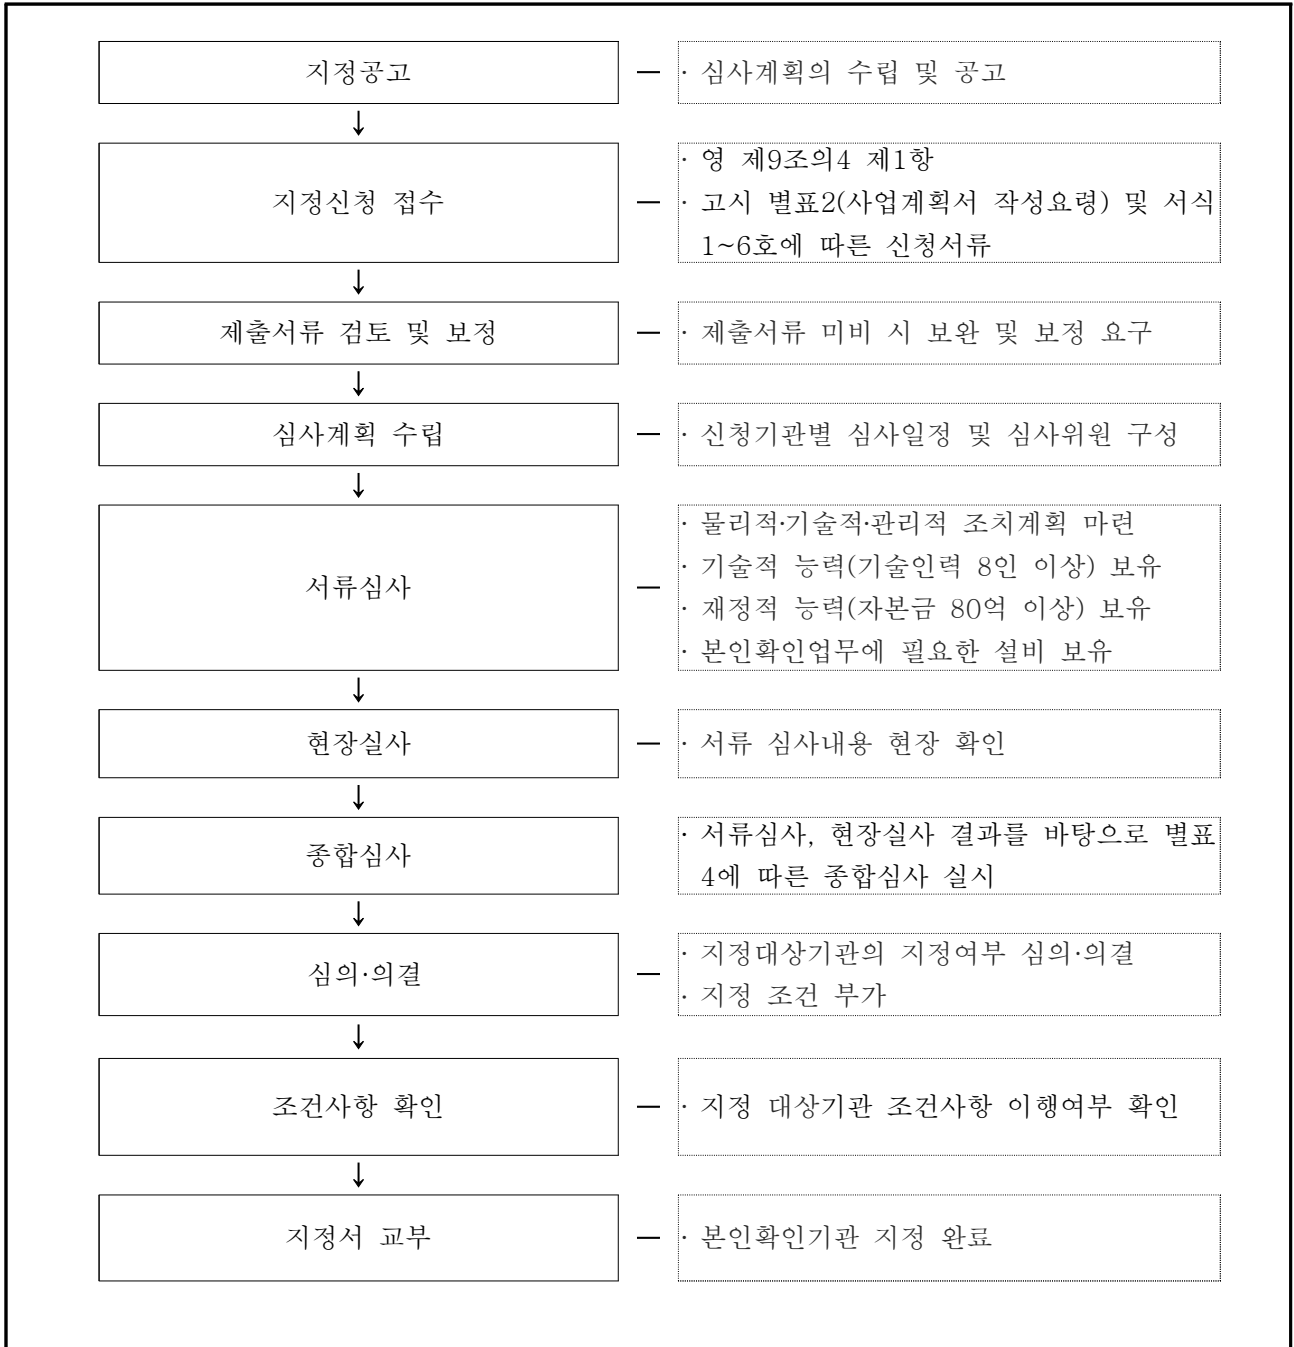 지정공고
· 심사계획의 수립 및 공고
지정신청 접수
· 영 제9조의4 제1항
· 고시 별표2(사업계획서 작성요령) 및 서식
1~6호에 따른 신청서류
제출서류 검토 및 보정
· 제출서류 미비 시 보완 및 보정 요구
심사계획 수립
· 신청기관별 심사일정 및 심사위원 구성
서류심사
· 물리적·기술적·관리적 조치계획 마련
· 기술적 능력(기술인력 8인 이상) 보유
· 재정적 능력(자본금 80억 이상) 보유
· 본인확인업무에 필요한 설비 보유
현장실사
· 서류 심사내용 현장 확인
종합심사
· 서류심사, 현장실사 결과를 바탕으로 별표
4에 따른 종합심사 실시
심의·의결
· 지정대상기관의 지정여부 심의·의결
· 지정 조건 부가
조건사항 확인
· 지정 대상기관 조건사항 이행여부 확인
지정서 교부
· 본인확인기관 지정 완료